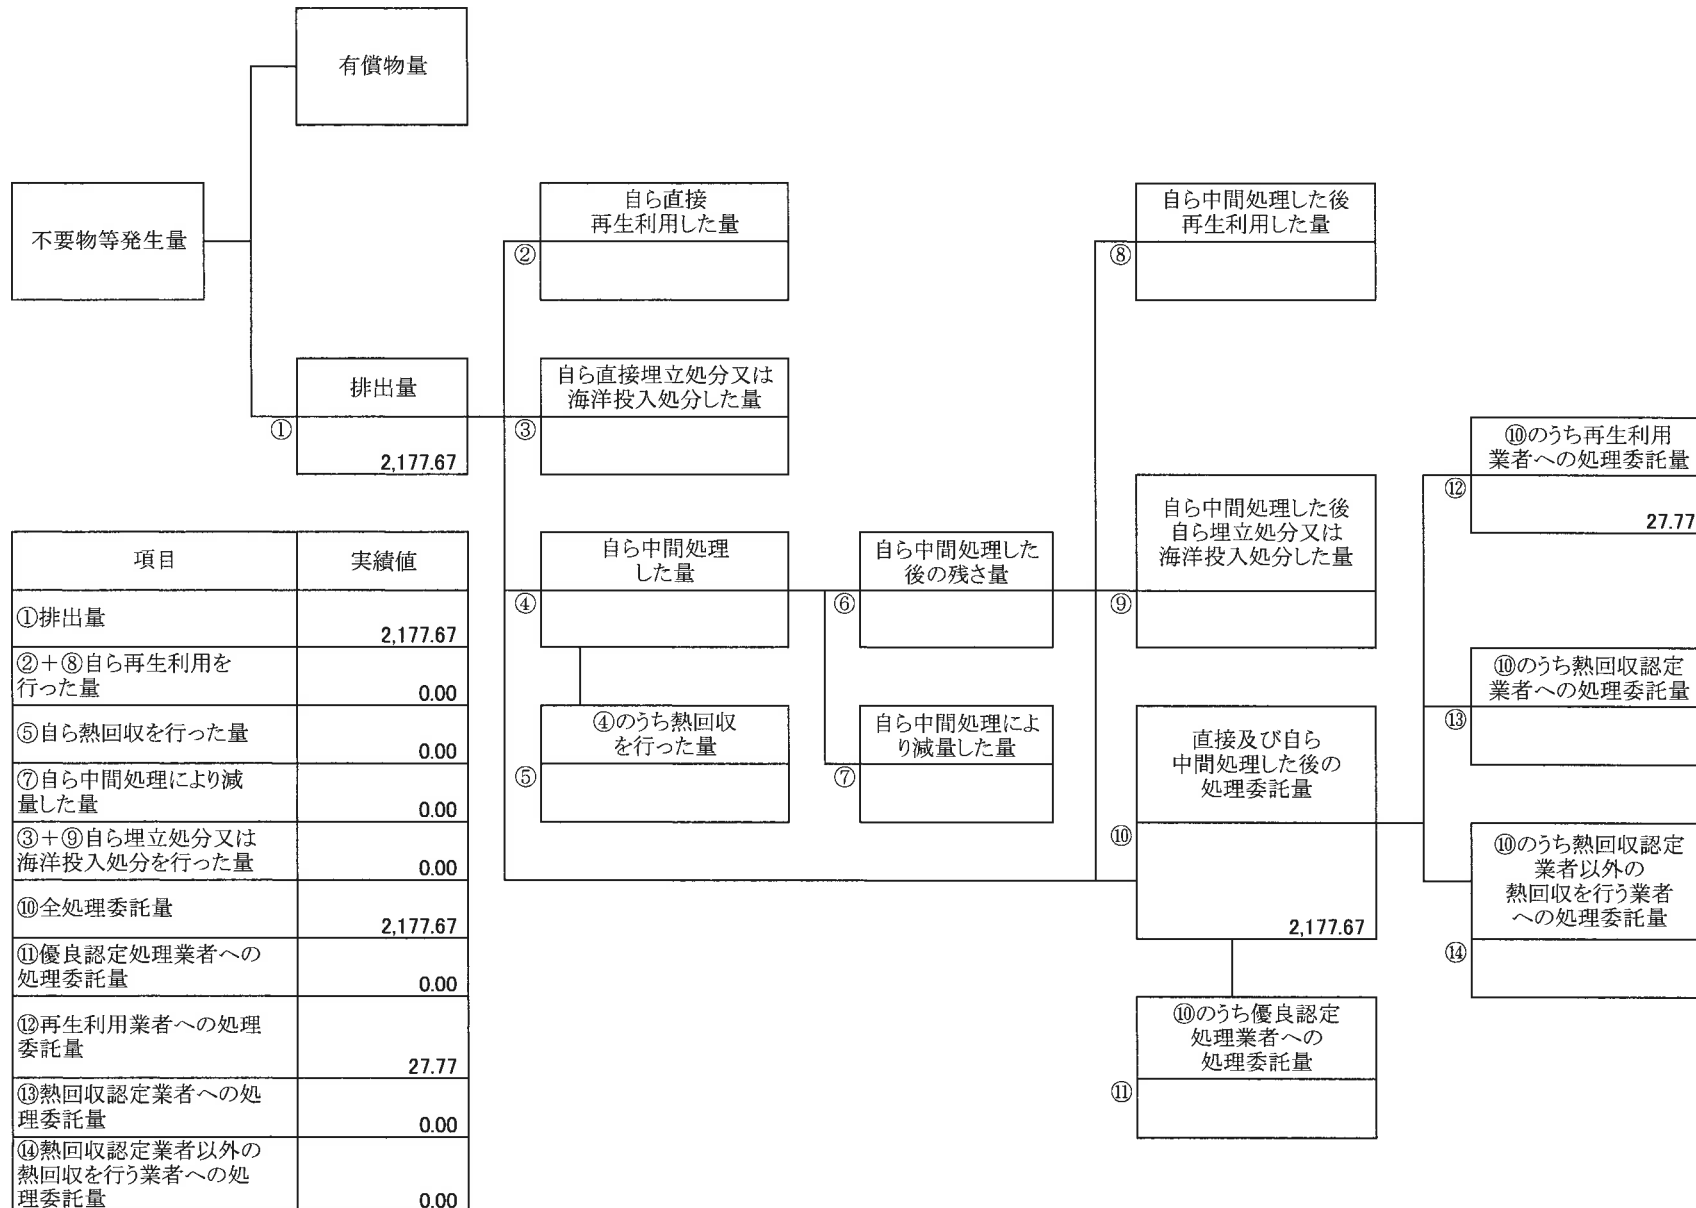 有償物量
不要物等発生量
自ら直接
再生利用した量
②
自ら中間処理した後
再生利用した量
⑧
排出量
①
2,177.67
自ら直接埋立処分又は
海洋投入処分した量
③
⑩のうち再生利用
業者への処理委託量
⑫
27.77
自ら中間処理した後
自ら埋立処分又は
海洋投入処分した量
⑨
自ら中間処理
した量
④
自ら中間処理した
後の残さ量
⑥
⑩のうち熱回収認定
業者への処理委託量
⑬
④のうち熱回収
を行った量
⑤
自ら中間処理によ
り減量した量
⑦
直接及び自ら
中間処理した後の
処理委託量
⑩
2,177.67
⑩のうち熱回収認定
業者以外の
熱回収を行う業者
への処理委託量
⑭
⑩のうち優良認定
処理業者への
処理委託量
⑪
項目 実績値
①排出量
2,177.67
②+⑧自ら再生利用を
行った量 0.00
⑤自ら熱回収を行った量
0.00
⑦自ら中間処理により減
量した量 0.00
③+⑨自ら埋立処分又は
海洋投入処分を行った量 0.00
⑩全処理委託量
2,177.67
⑪優良認定処理業者への
処理委託量 0.00
⑫再生利用業者への処理
委託量
27.77
⑬熱回収認定業者への処
理委託量 0.00
⑭熱回収認定業者以外の
熱回収を行う業者への処
理委託量 0.00